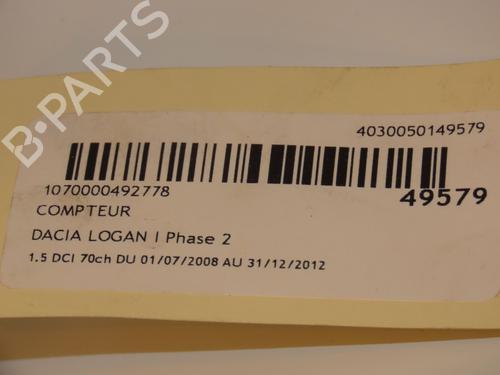 B-PARTS
4030050149579
1070000492778
49579
COMPTEUR
DACIA LOGAN I Phase 2
1.5 DCI 70ch DU 01/07/2008 AU 31/12/2012